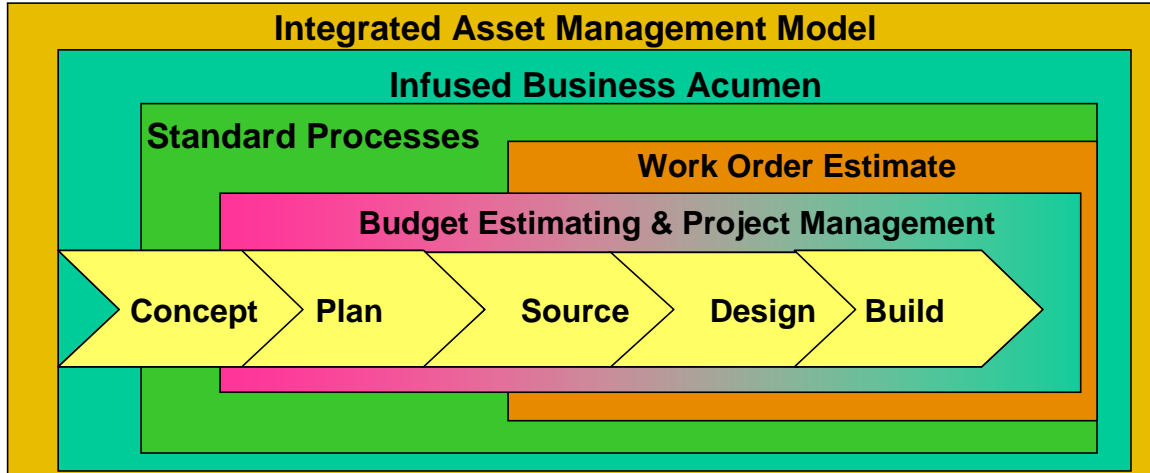 Integrated Asset Management Model
Infused Business Acumen
Standard Processes
Work Order Estimate
Budget Estimating & Project Management
Concept Plan Source Design Build